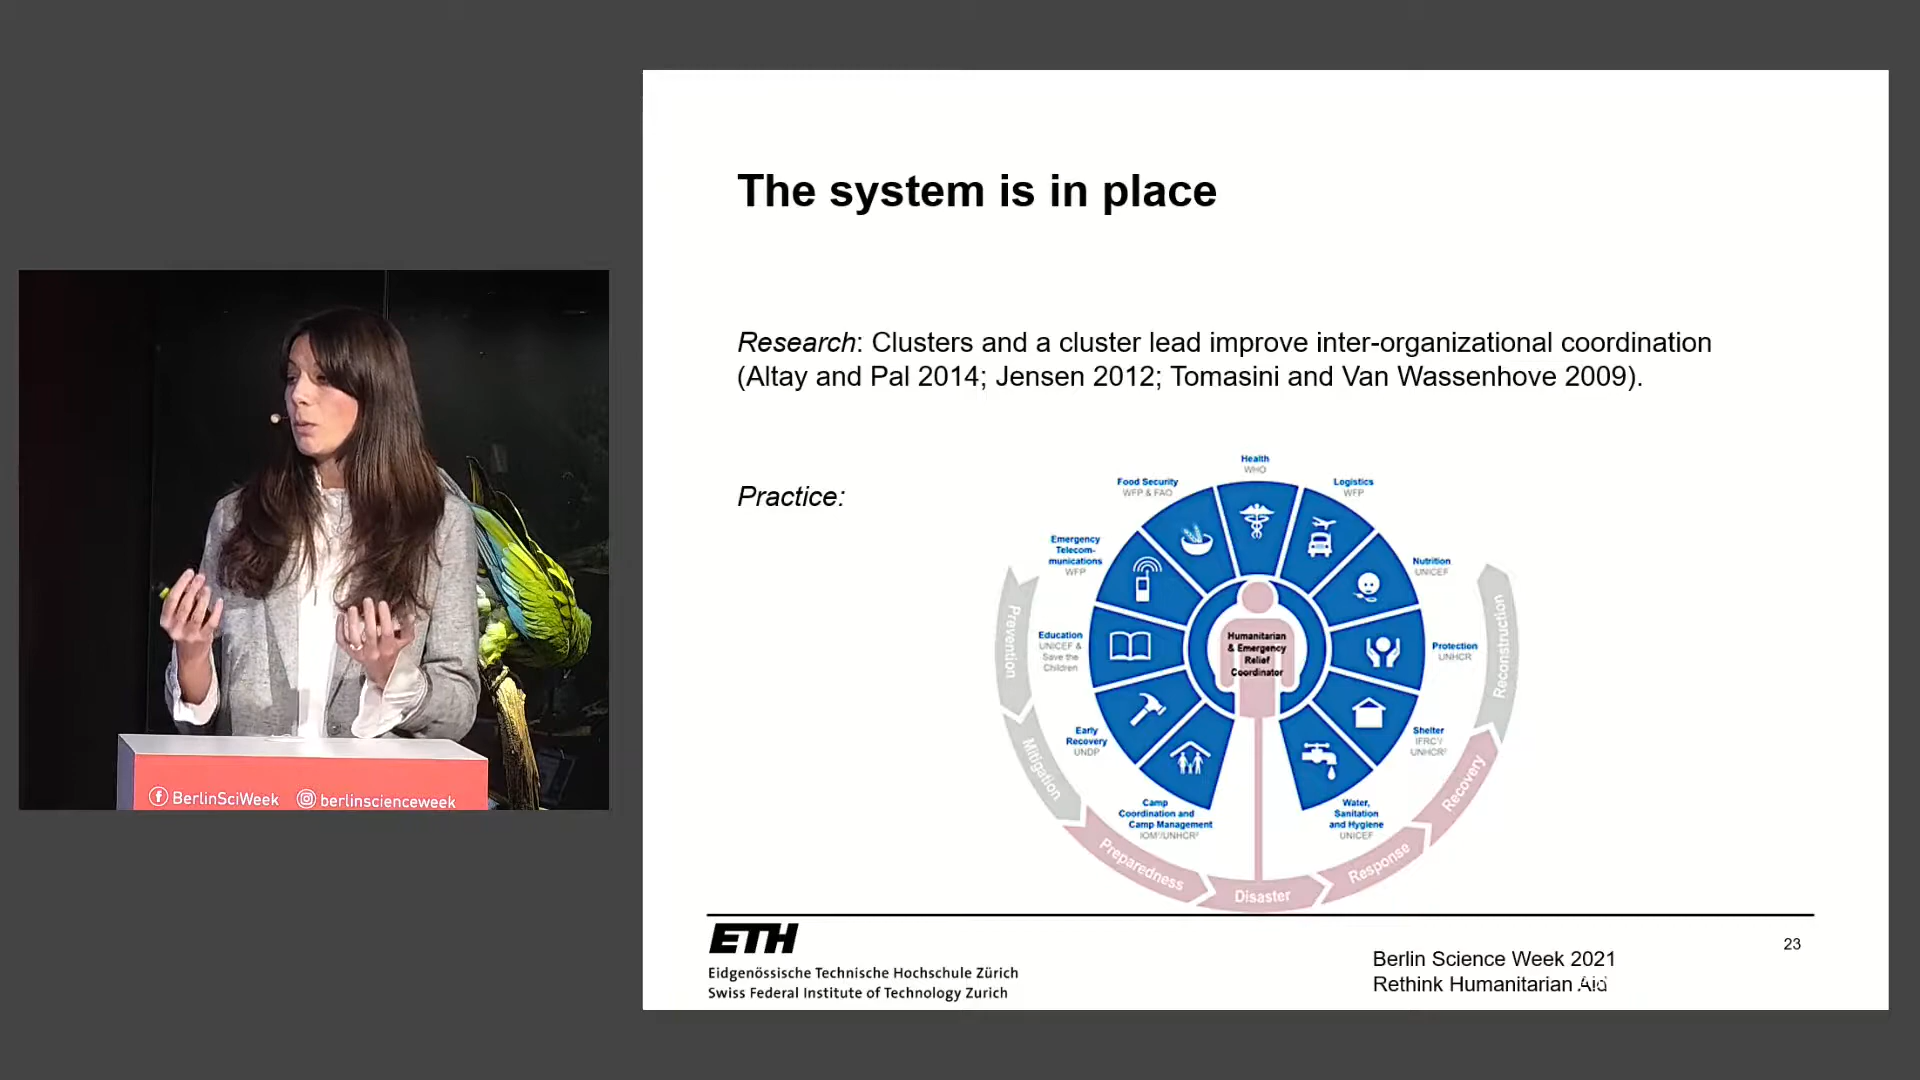 The system is in place
Research: Clusters and a cluster lead improve inter-organizational coordination
(Altay and Pal 2014; Jensen 2012; Tomasini and Van Wassenhove 2009).
Practice:
Health
WHO
Food Security
WFP & FAO
Logistics
WFP
Emergency
Telecom-
munications
WFP
Nutrition
UNICEF
Education
UNICEF &
Save the
Children
Humanitarian
& Emergency
Relief
Coordinator
Protection
UNHCR
Early
Recovery
UNDP
Shelter
IFRC¹/
UNHCR²
Camp
Coordination and
Camp Management
IOM¹/UNHCR²
Water,
Sanitation
and Hygiene
UNICEF
Prevention
Mitigation
Preparedness
Disaster
Response
Recovery
Reconstruction
BerlinSciWeek berlinscienceweek
ETH
Eidgenössische Technische Hochschule Zürich
Swiss Federal Institute of Technology Zurich
Berlin Science Week 2021
Rethink Humanitarian Aid
23